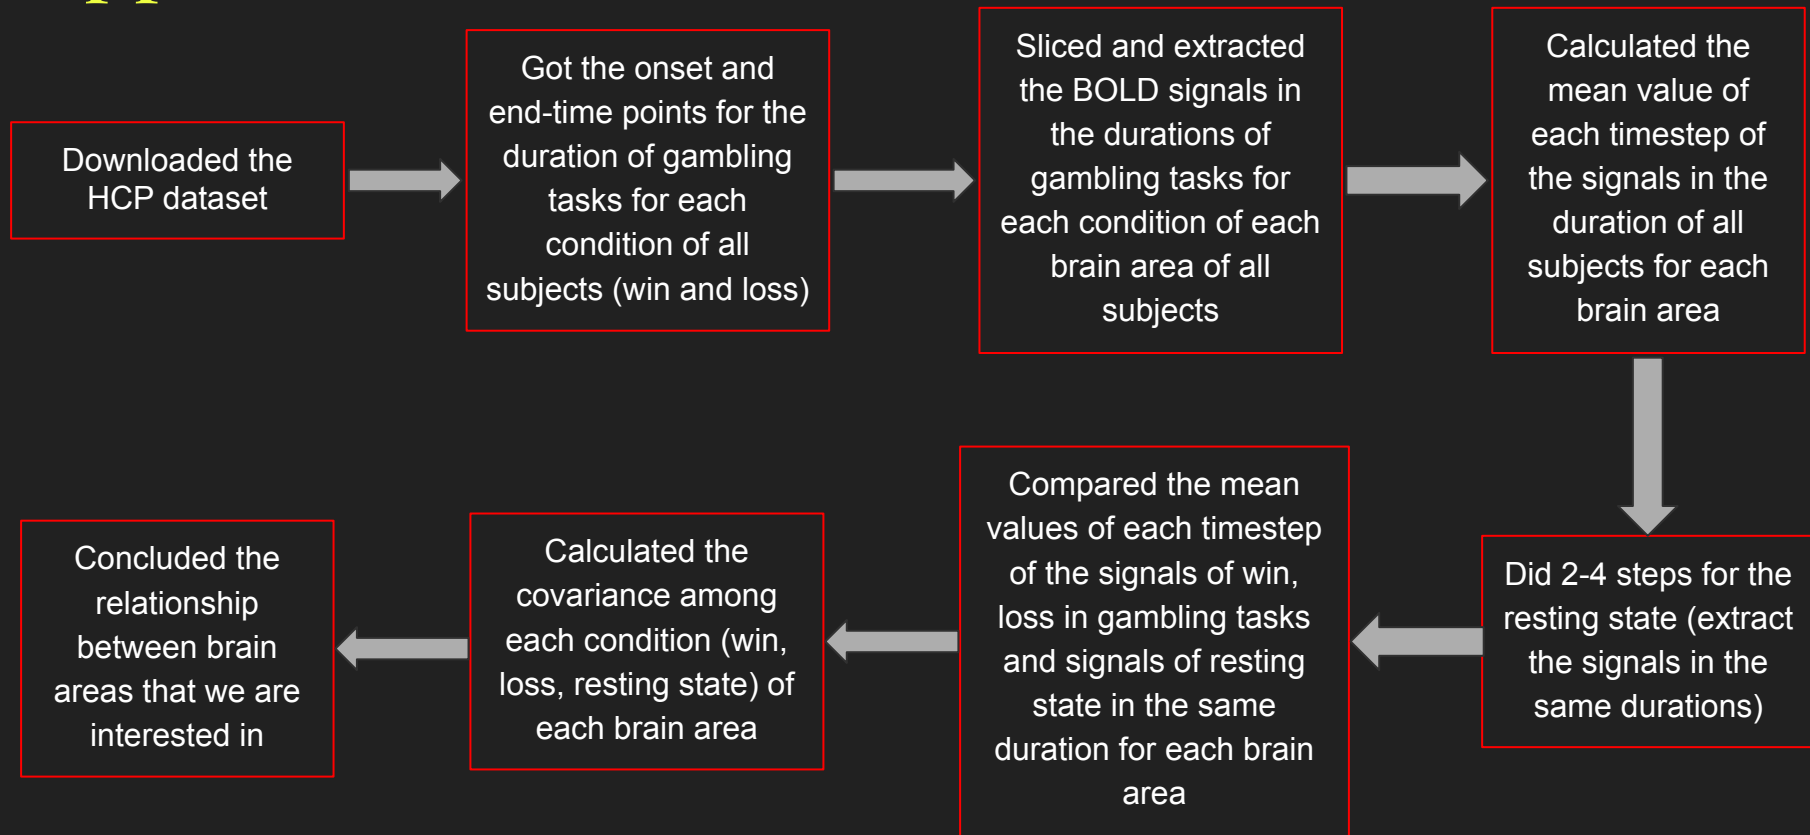 Downloaded the
HCP dataset
Got the onset and
end-time points for the
duration of gambling
tasks for each
condition of all
subjects (win and loss)
Sliced and extracted
the BOLD signals in
the durations of
gambling tasks for
each condition of each
brain area of all
subjects
Calculated the
mean value of
each timestep of
the signals in the
duration of all
subjects for each
brain area
Did 2-4 steps for the
resting state (extract
the signals in the
same durations)
Compared the mean
values of each timestep
of the signals of win,
loss in gambling tasks
and signals of resting
state in the same
duration for each brain
area
Calculated the
covariance among
each condition (win,
loss, resting state) of
each brain area
Concluded the
relationship
between brain
areas that we are
interested in